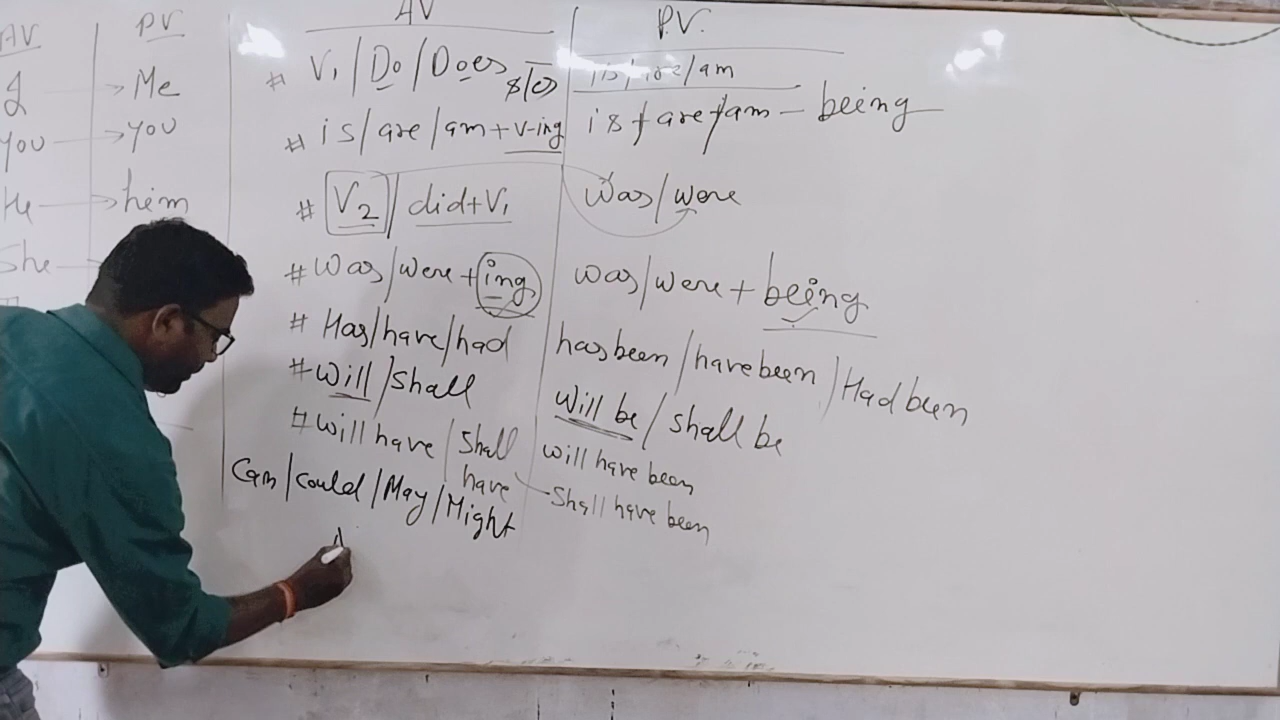 AV PV
I → Me
You → you
He → him
She
AV P.V.
# V₁/Do/Does s/es is/are/am
# is/are/am+v-ing is/are/am-being
# V₂/did+V₁ Was/were
# Was/were+ing was/were+being
# Has/have/had has been/have been/Had been
# Will/Shall Will be/shall be
# Will have/Shall have will have been
Shall have been
Can/Could/May/Might